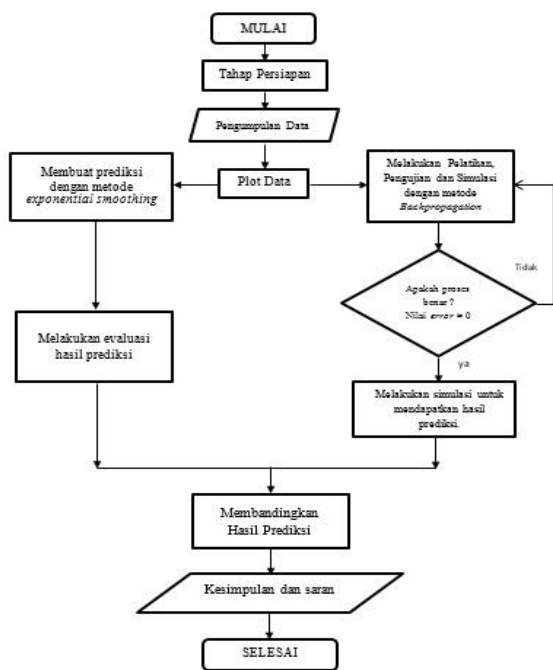 MULAI
Tahap Persiapan
Pengumpulan Data
Plot Data
Membuat prediksi
dengan metode
exponential smoothing
Melakukan evaluasi
hasil prediksi
Melakukan Pelatihan,
Pengujian dan Simulasi
dengan metode
Backpropagation
Apakah proses
benar ?
Nilai error ≈ 0
Tidak
ya
Melakukan simulasi untuk
mendapatkan hasil
prediksi.
Membandingkan
Hasil Prediksi
Kesimpulan dan saran
SELESAI